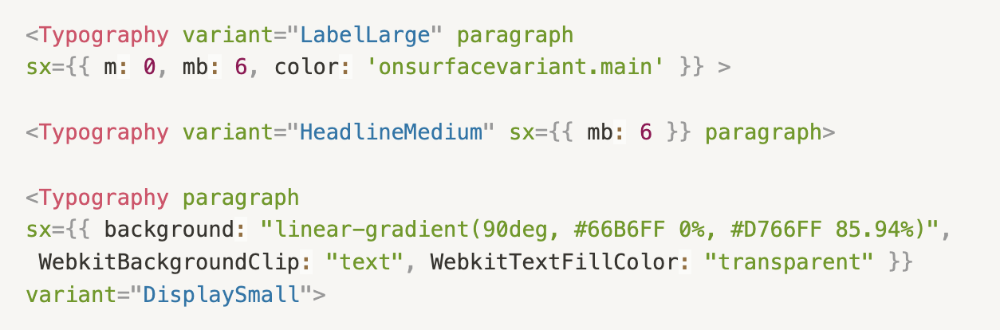 <Typography variant="LabelLarge" paragraph
sx={{ m: 0, mb: 6, color: 'onsurfacevariant.main' }} >
<Typography variant="HeadlineMedium" sx={{ mb: 6 }} paragraph>
<Typography paragraph
sx={{ background: "linear-gradient(90deg, #66B6FF 0%, #D766FF 85.94%)",
WebkitBackgroundClip: "text", WebkitTextFillColor: "transparent" }}
variant="DisplaySmall">